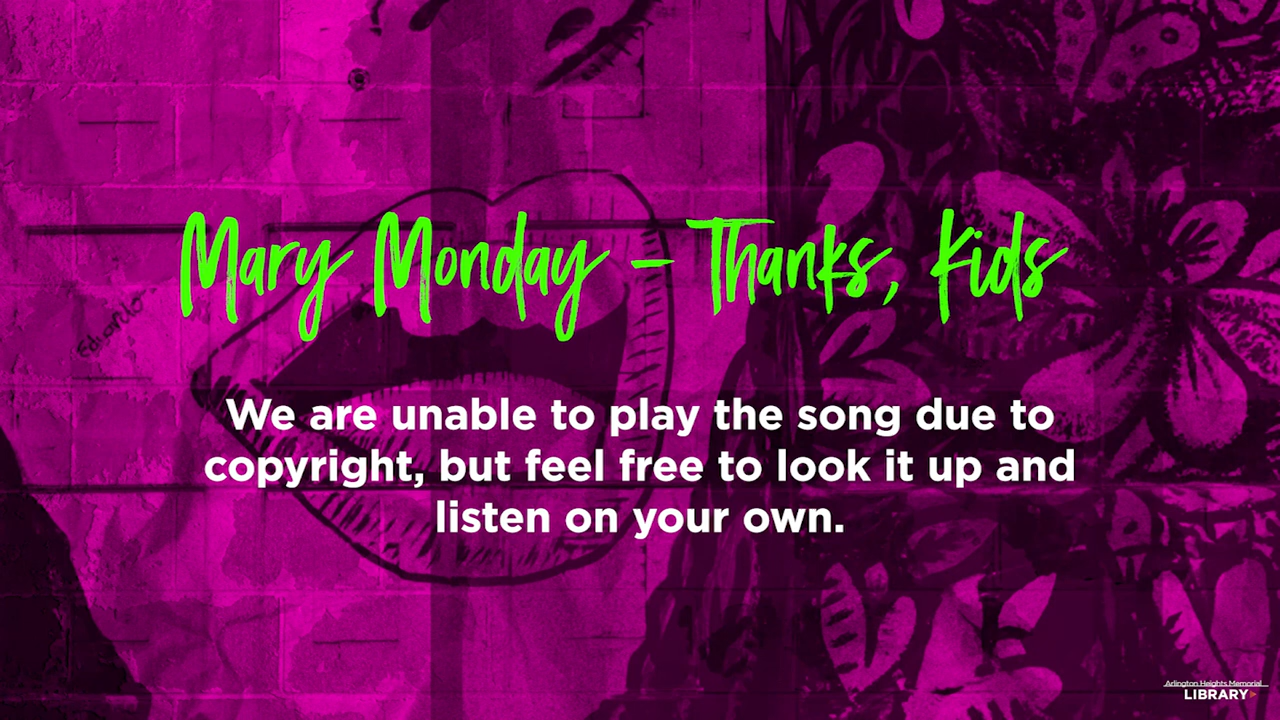 Mary Monday – Thanks, Kids
Eduardo
We are unable to play the song due to
copyright, but feel free to look it up and
listen on your own.
Arlington Heights Memorial
LIBRARY